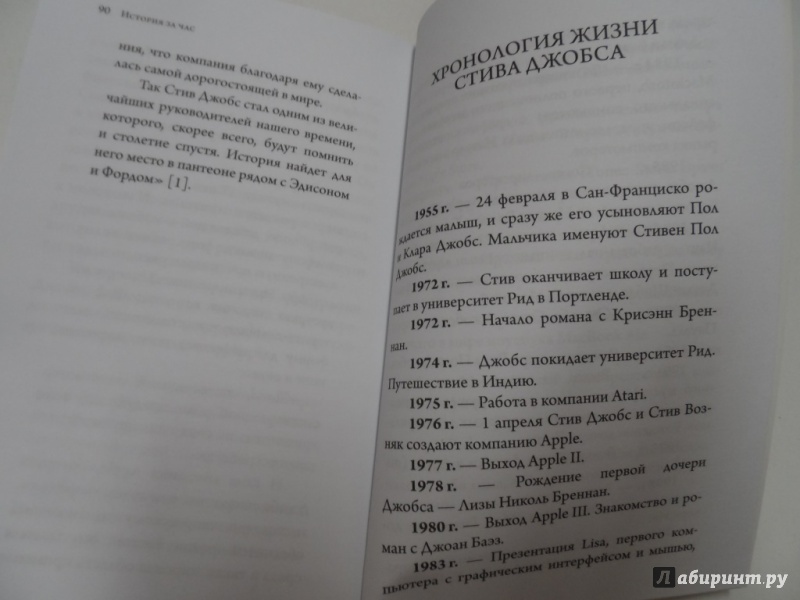 90 История за час
ния, что компания благодаря ему сдела-
лась самой дорогостоящей в мире.
Так Стив Джобс стал одним из вели-
чайших руководителей нашего времени,
которого, скорее всего, будут помнить
и столетие спустя. История найдет для
него место в пантеоне рядом с Эдисоном
и Фордом» [1].
ХРОНОЛОГИЯ ЖИЗНИ
СТИВА ДЖОБСА
1955 г. — 24 февраля в Сан-Франциско ро-
ждается малыш, и сразу же его усыновляют Пол
и Клара Джобс. Мальчика именуют Стивен Пол
Джобс.
1972 г. — Стив оканчивает школу и посту-
пает в университет Рид в Портленде.
1972 г. — Начало романа с Крисэнн Брен-
нан.
1974 г. — Джобс покидает университет Рид.
Путешествие в Индию.
1975 г. — Работа в компании Atari.
1976 г. — 1 апреля Стив Джобс и Стив Воз-
няк создают компанию Apple.
1977 г. — Выход Apple II.
1978 г. — Рождение первой дочери
Джобса — Лизы Николь Бреннан.
1980 г. — Выход Apple III. Знакомство и ро-
ман с Джоан Баэз.
1983 г. — Презентация Lisa, первого ком-
пьютера с графическим интерфейсом и мышью,
Лабиринт.ру